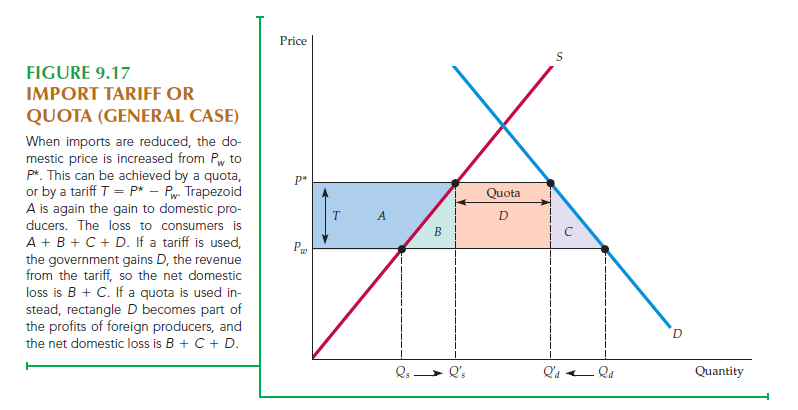 FIGURE 9.17
IMPORT TARIFF OR
QUOTA (GENERAL CASE)
When imports are reduced, the do-
mestic price is increased from Pw to
P*. This can be achieved by a quota,
or by a tariff T = P* − Pw. Trapezoid
A is again the gain to domestic pro-
ducers. The loss to consumers is
A + B + C + D. If a tariff is used,
the government gains D, the revenue
from the tariff, so the net domestic
loss is B + C. If a quota is used in-
stead, rectangle D becomes part of
the profits of foreign producers, and
the net domestic loss is B + C + D.
Price
S
P*
Quota
T
A
D
B
C
Pw
D
Qs
Q's
Q'd
Qd
Quantity